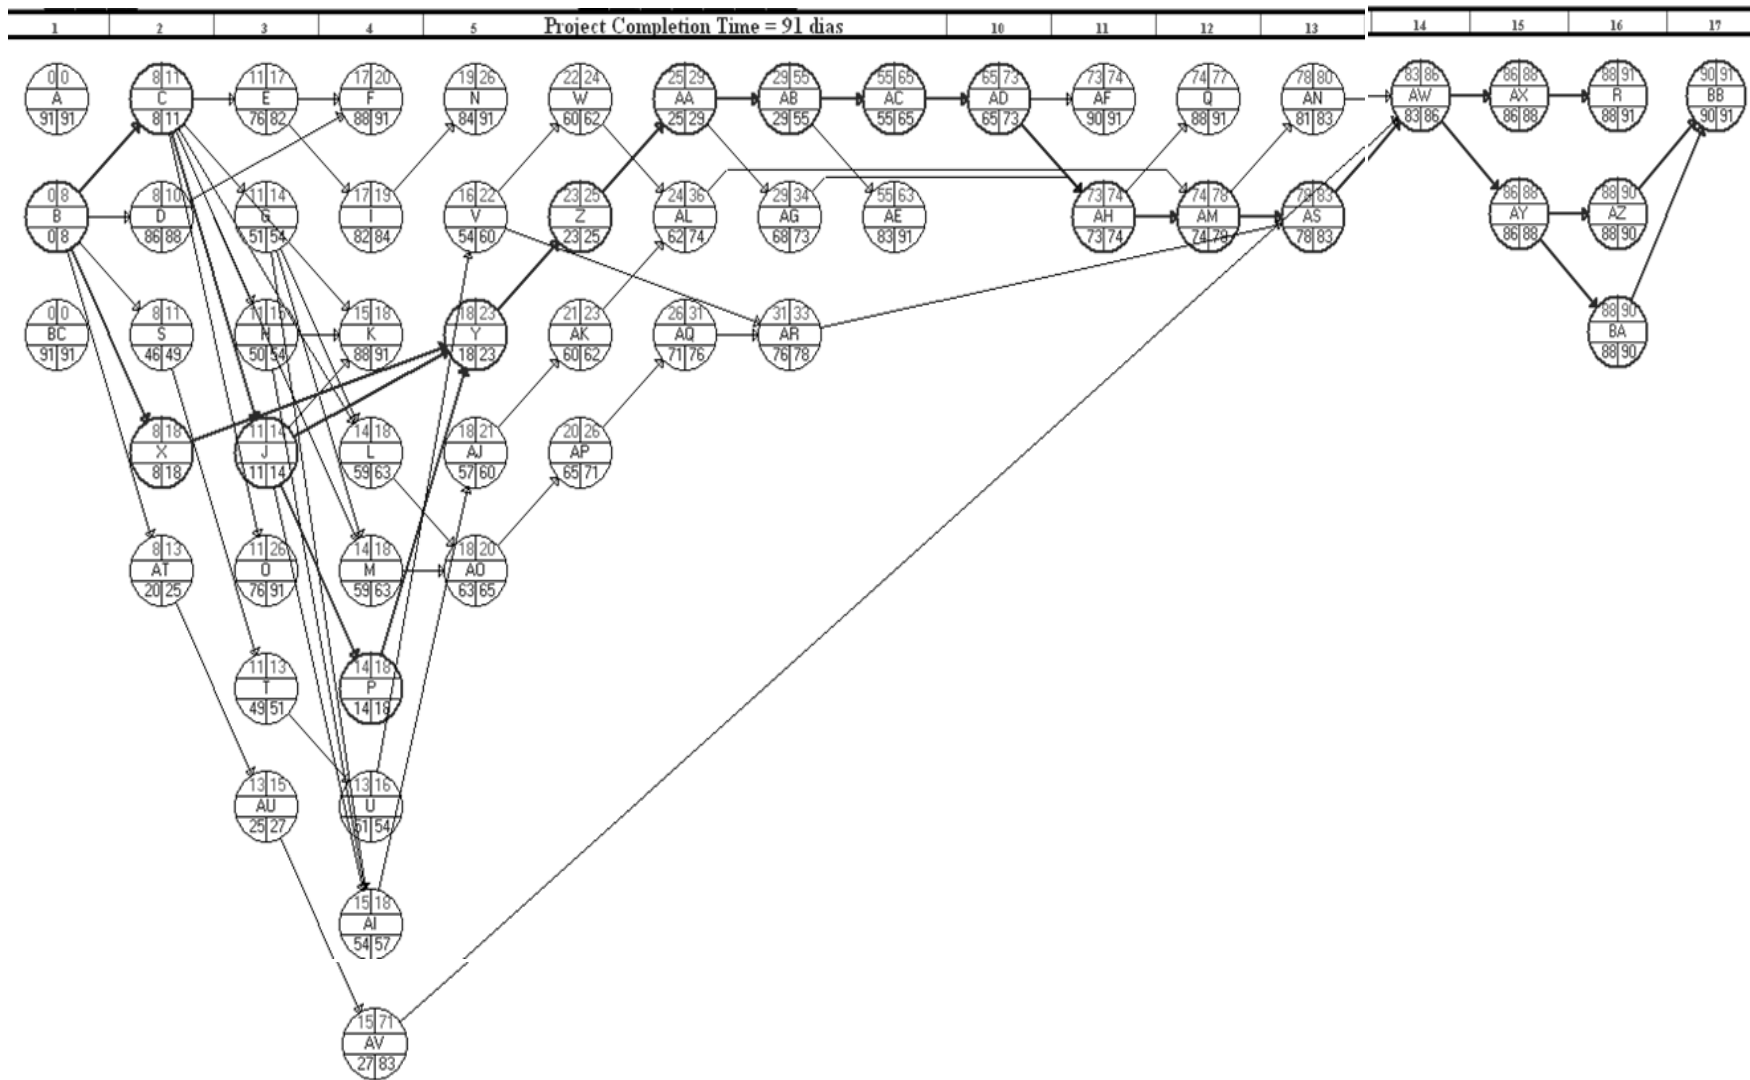 Project Completion Time = 91 dias
1 2 3 4 5 10 11 12 13 14 15 16 17
0 0 8 11 11 17 17 20 19 26 22 24 25 29 29 55 55 65 65 73 73 74 74 77 78 80 83 86 86 88 88 91 90 91
A C E F N W AA AB AC AD AF Q AN AW AX R BB
91 91 8 11 76 82 88 91 84 91 60 62 25 29 29 55 55 65 65 73 90 91 88 91 81 83 83 86 86 88 88 91 90 91
0 8 8 10 11 14 17 19 16 22 23 25 24 36 29 34 55 63 73 74 74 78 78 83 86 88 88 90
B D G I V Z AL AG AE AH AM AS AY AZ
0 8 86 88 51 54 82 84 54 60 23 25 62 74 68 73 83 91 73 74 74 78 78 83 86 88 88 90
0 0 8 11 11 15 15 18 18 23 21 23 26 31 31 33 88 90
BC S H K Y AK AQ AR BA
91 91 46 49 50 54 88 91 18 23 60 62 71 76 76 78 88 90
8 18 11 14 14 18 18 21 20 26
X J L AJ AP
8 18 11 14 59 63 57 60 65 71
8 13 11 26 14 18 18 20
AT O M AO
20 25 76 91 59 63 63 65
11 13 14 18
T P
49 51 14 18
13 15 13 16
AU U
25 27 51 54
15 18
AI
54 57
15 71
AV
27 83